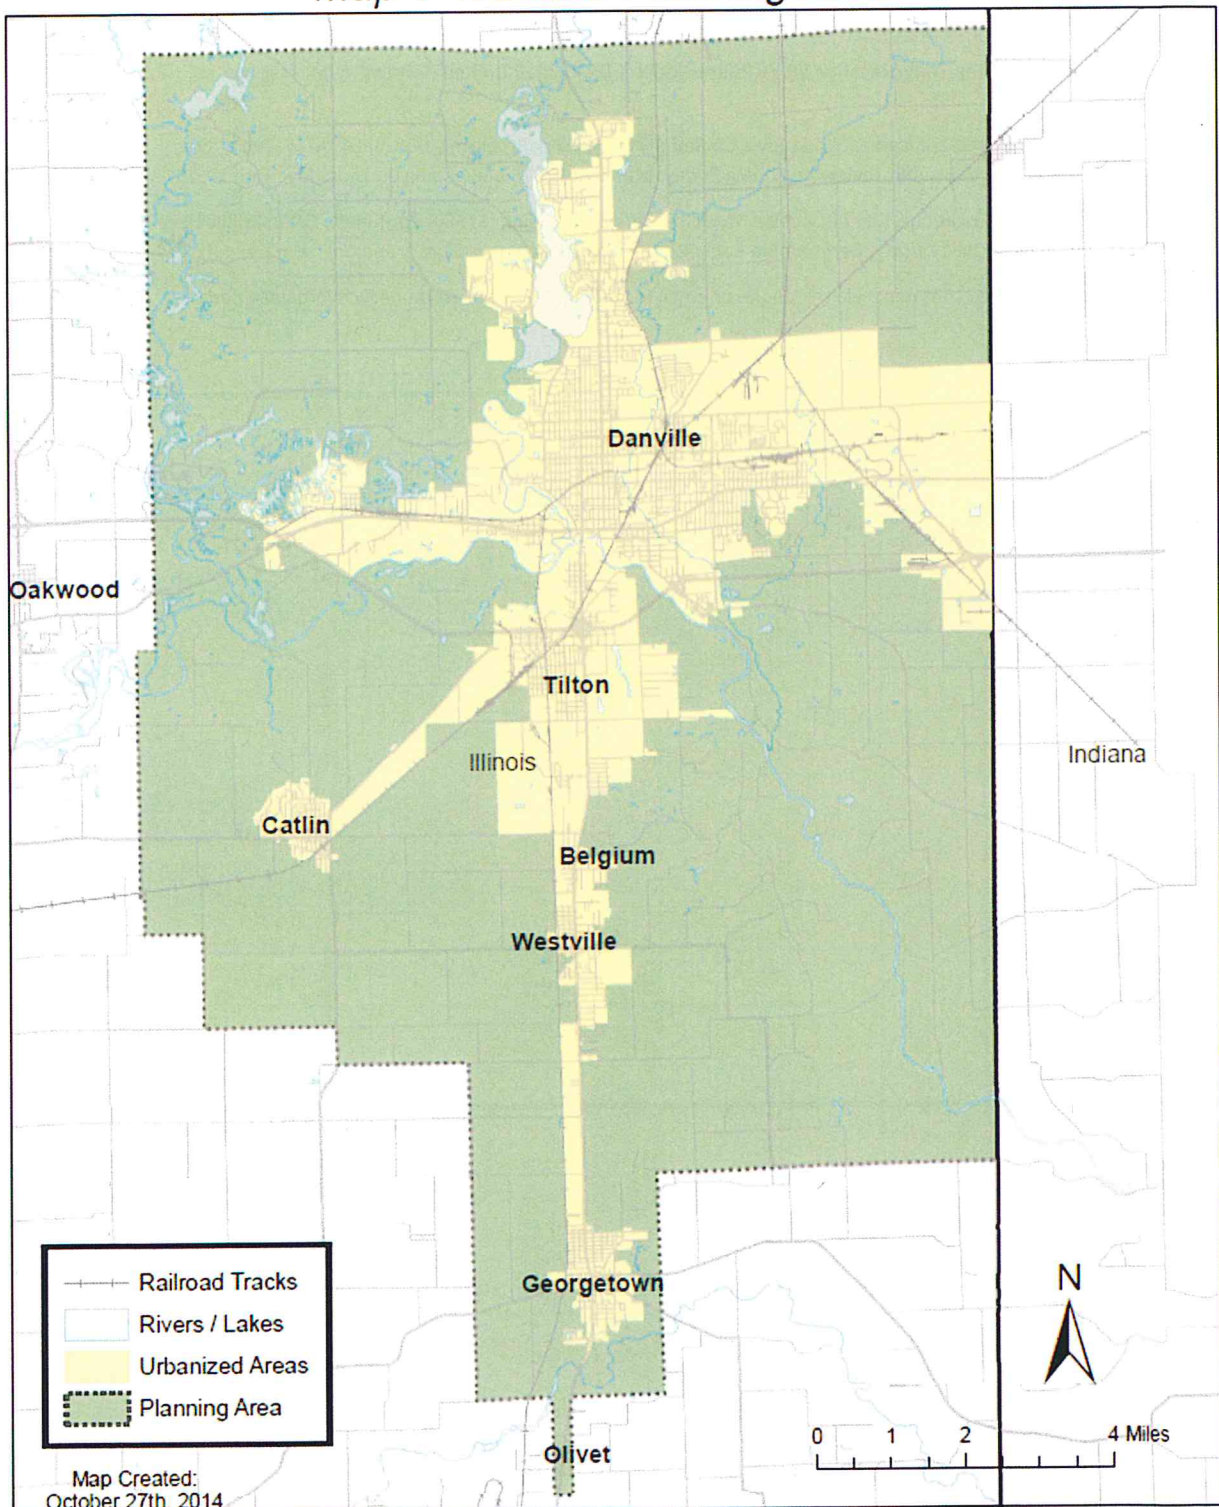 Danville
Oakwood
Tilton
Illinois
Indiana
Catlin
Belgium
Westville
Georgetown
Olivet
Railroad Tracks
Rivers / Lakes
Urbanized Areas
Planning Area
N
0 1 2 4 Miles
Map Created:
October 27th, 2014